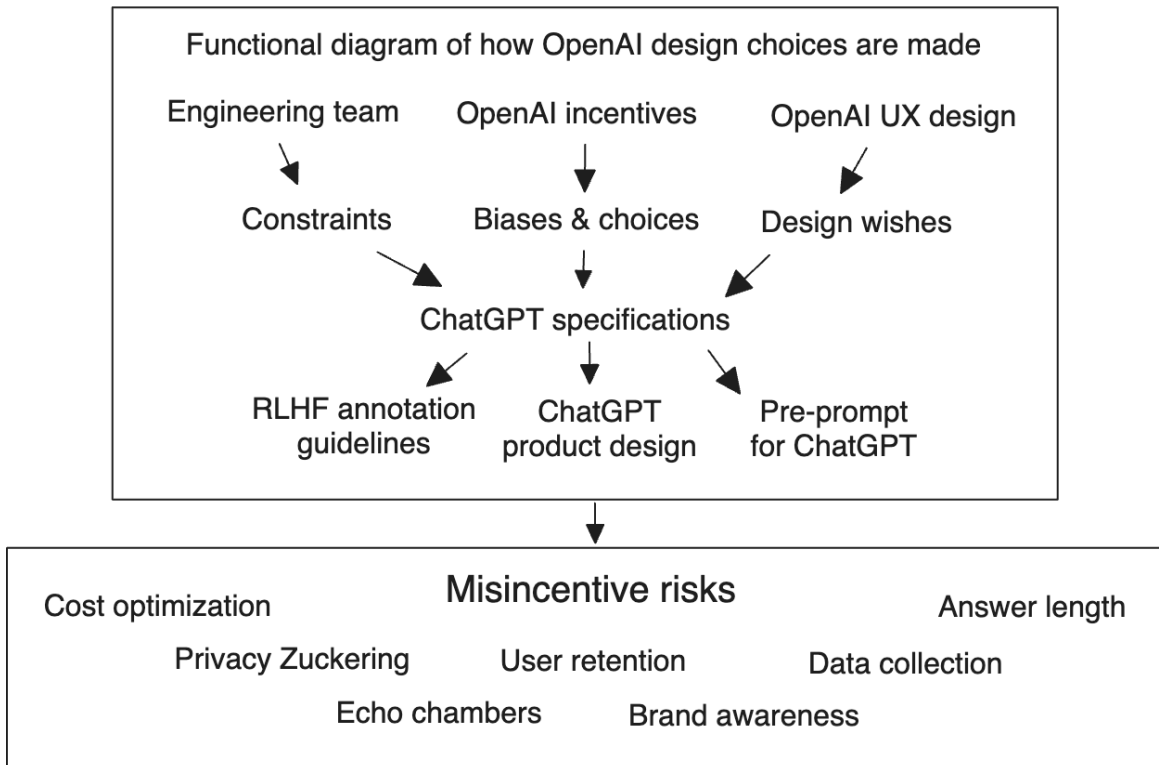 Functional diagram of how OpenAI design choices are made
Engineering team
OpenAI incentives
OpenAI UX design
Constraints
Biases & choices
Design wishes
ChatGPT specifications
RLHF annotation
guidelines
ChatGPT
product design
Pre-prompt
for ChatGPT
Misincentive risks
Cost optimization
Answer length
Privacy Zuckering
User retention
Data collection
Echo chambers
Brand awareness